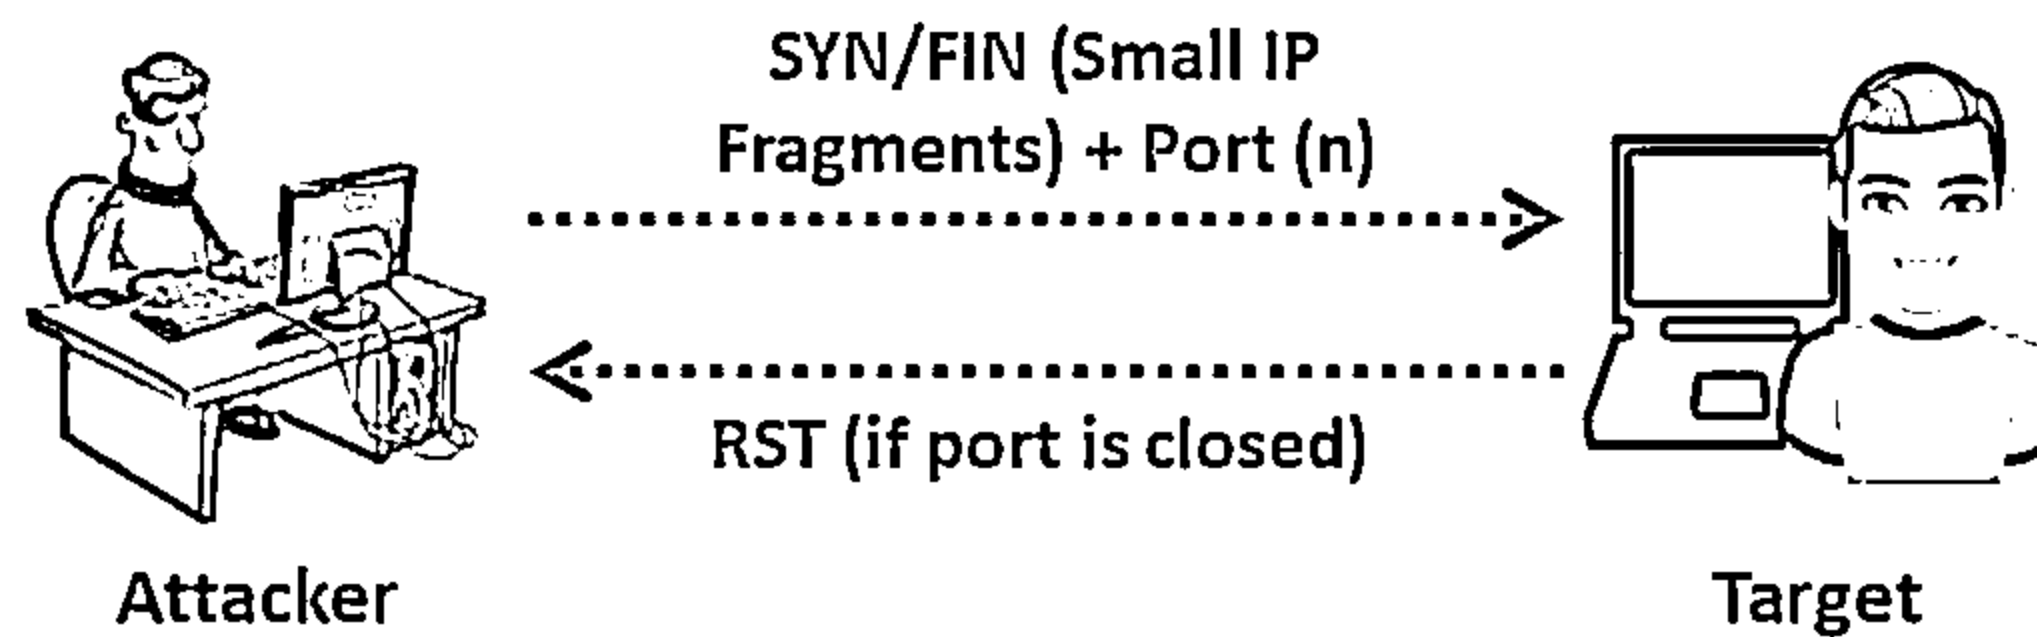 SYN/FIN (Small IP
Fragments) + Port (n)
RST (if port is closed)
Attacker
Target